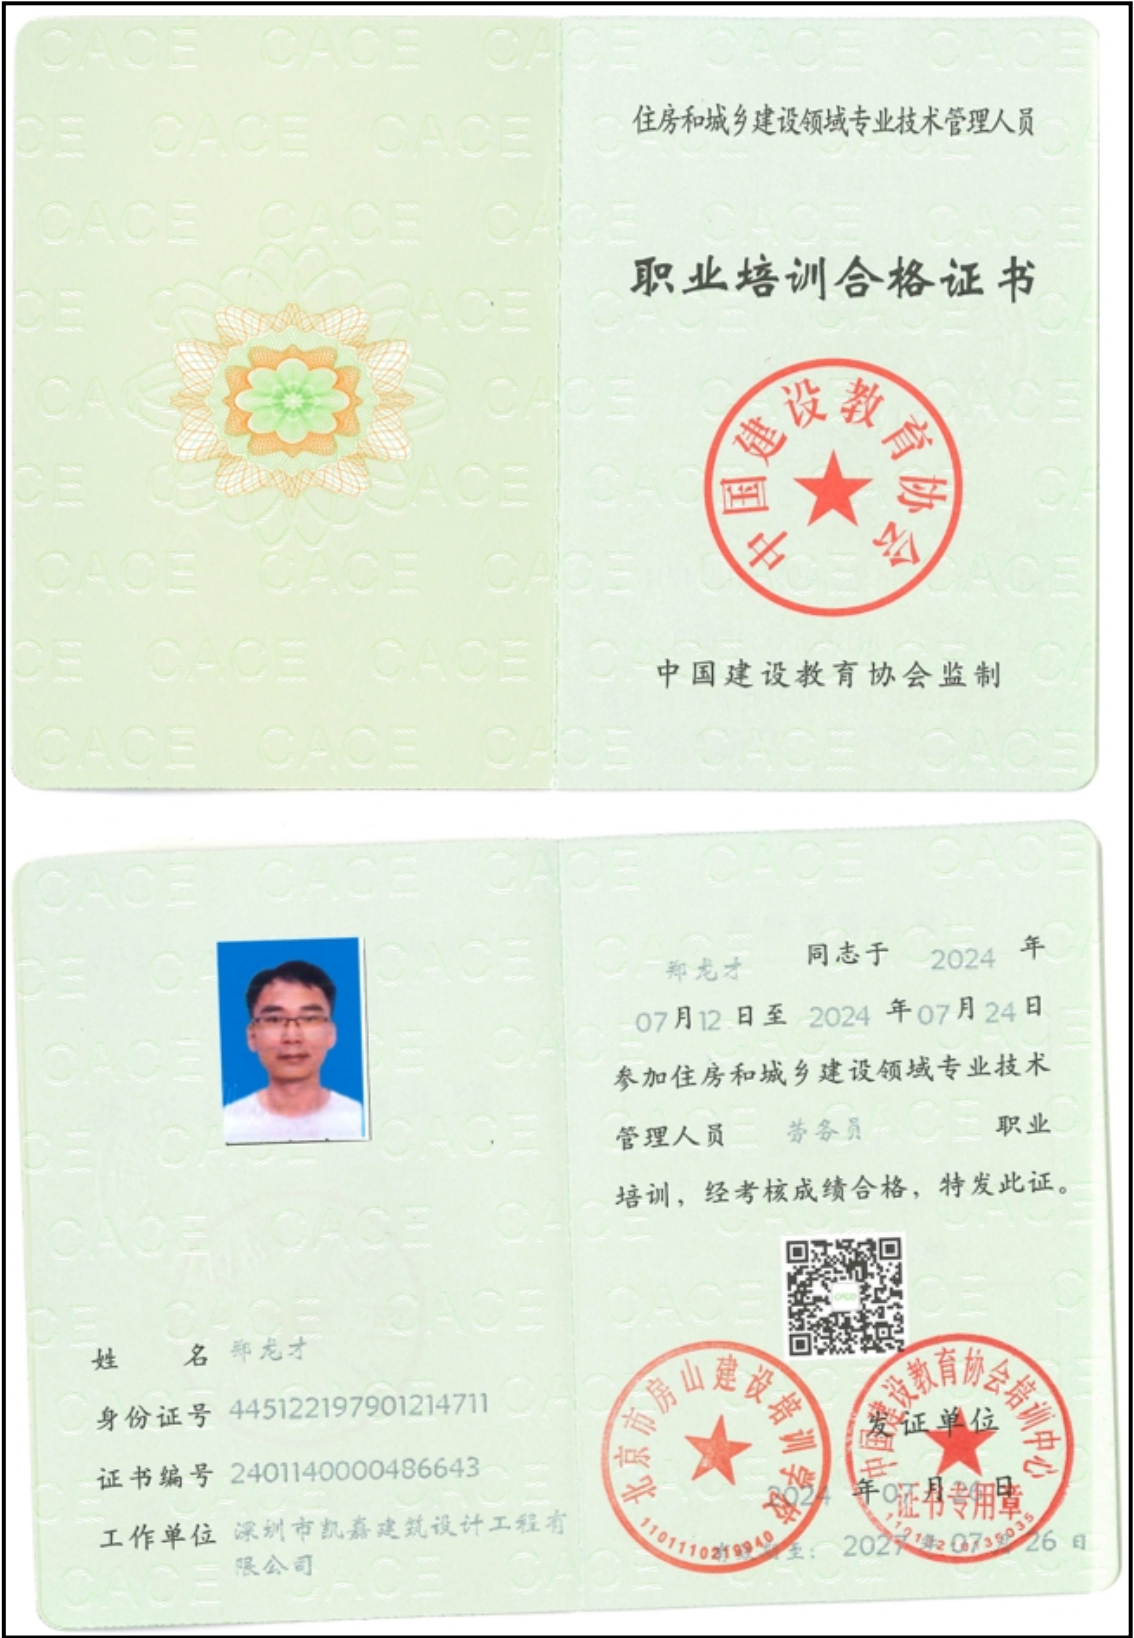 住房和城乡建设领域专业技术管理人员
职业培训合格证书
中国建设教育协会
中国建设教育协会监制
郑龙才 同志于 2024 年
07月12 日至 2024 年07月24日
参加住房和城乡建设领域专业技术
管理人员 劳务员 职业
培训，经考核成绩合格，特发此证。
姓 名 郑龙才
身份证号 445122197901214711
证书编号 2401140000486643
工作单位 深圳市凯嘉建筑设计工程有
限公司
北京市房山建设培训学校
中国建设教育协会培训中心
证书专用章
发证单位
2024 年 07 月 26 日
有效期至： 2027 年 07 月 26 日
CACE